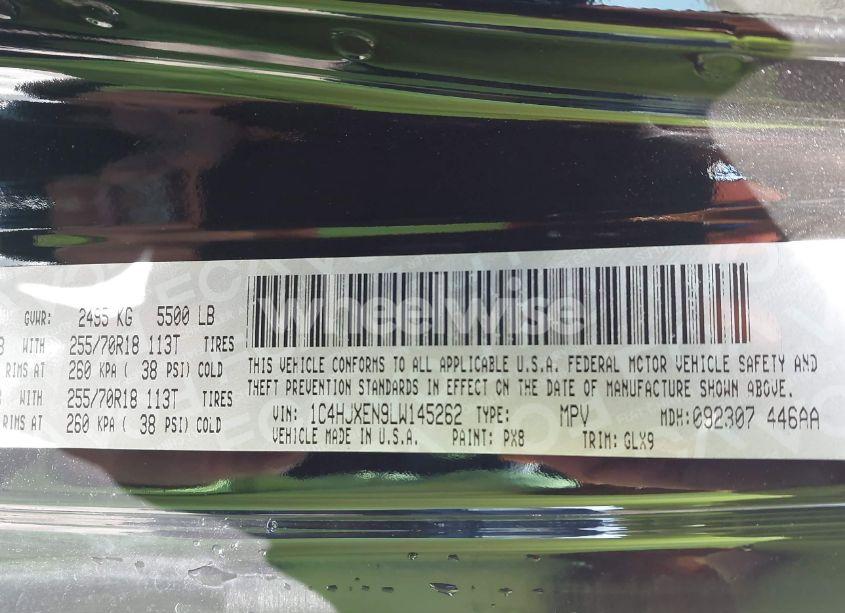 GVWR: 2495 KG 5500 LB
WITH 255/70R18 113T TIRES
RIMS AT 260 KPA ( 38 PSI) COLD
WITH 255/70R18 113T TIRES
RIMS AT 260 KPA ( 38 PSI) COLD
wheelwise
THIS VEHICLE CONFORMS TO ALL APPLICABLE U.S.A. FEDERAL MOTOR VEHICLE SAFETY AND
THEFT PREVENTION STANDARDS IN EFFECT ON THE DATE OF MANUFACTURE SHOWN ABOVE.
VIN: 1C4HJXEN9LW145262 TYPE: MPV MDH:092307 446AA
VEHICLE MADE IN U.S.A. PAINT: PX8 TRIM: GLX9